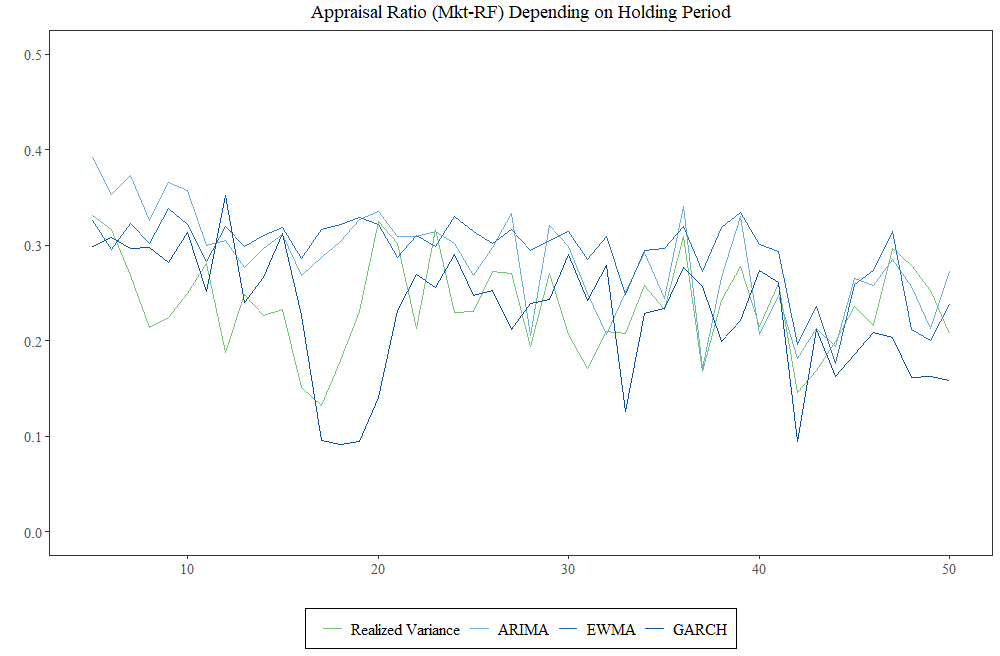 Appraisal Ratio (Mkt-RF) Depending on Holding Period
0.5
0.4
0.3
0.2
0.1
0.0
10 20 30 40 50
Realized Variance ARIMA EWMA GARCH